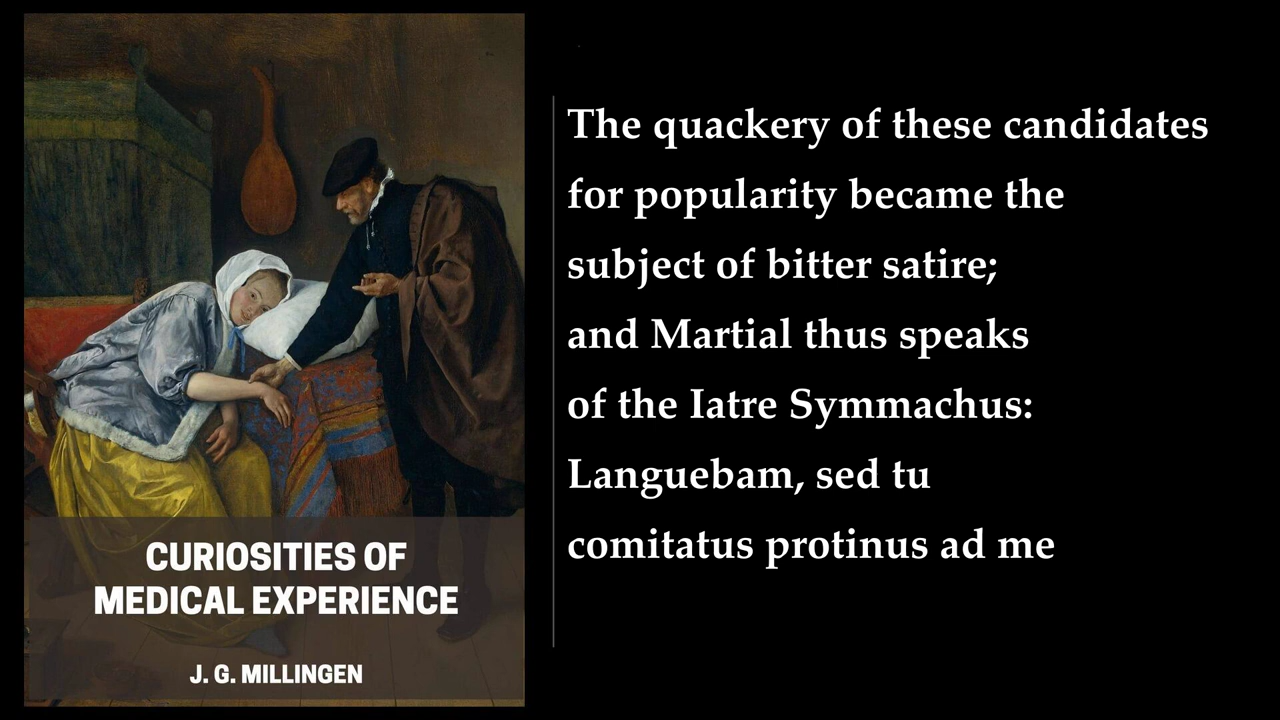 The quackery of these candidates
for popularity became the
subject of bitter satire;
and Martial thus speaks
of the Iatre Symmachus:
Languebam, sed tu
comitatus protinus ad me
CURIOSITIES OF
MEDICAL EXPERIENCE
J. G. MILLINGEN